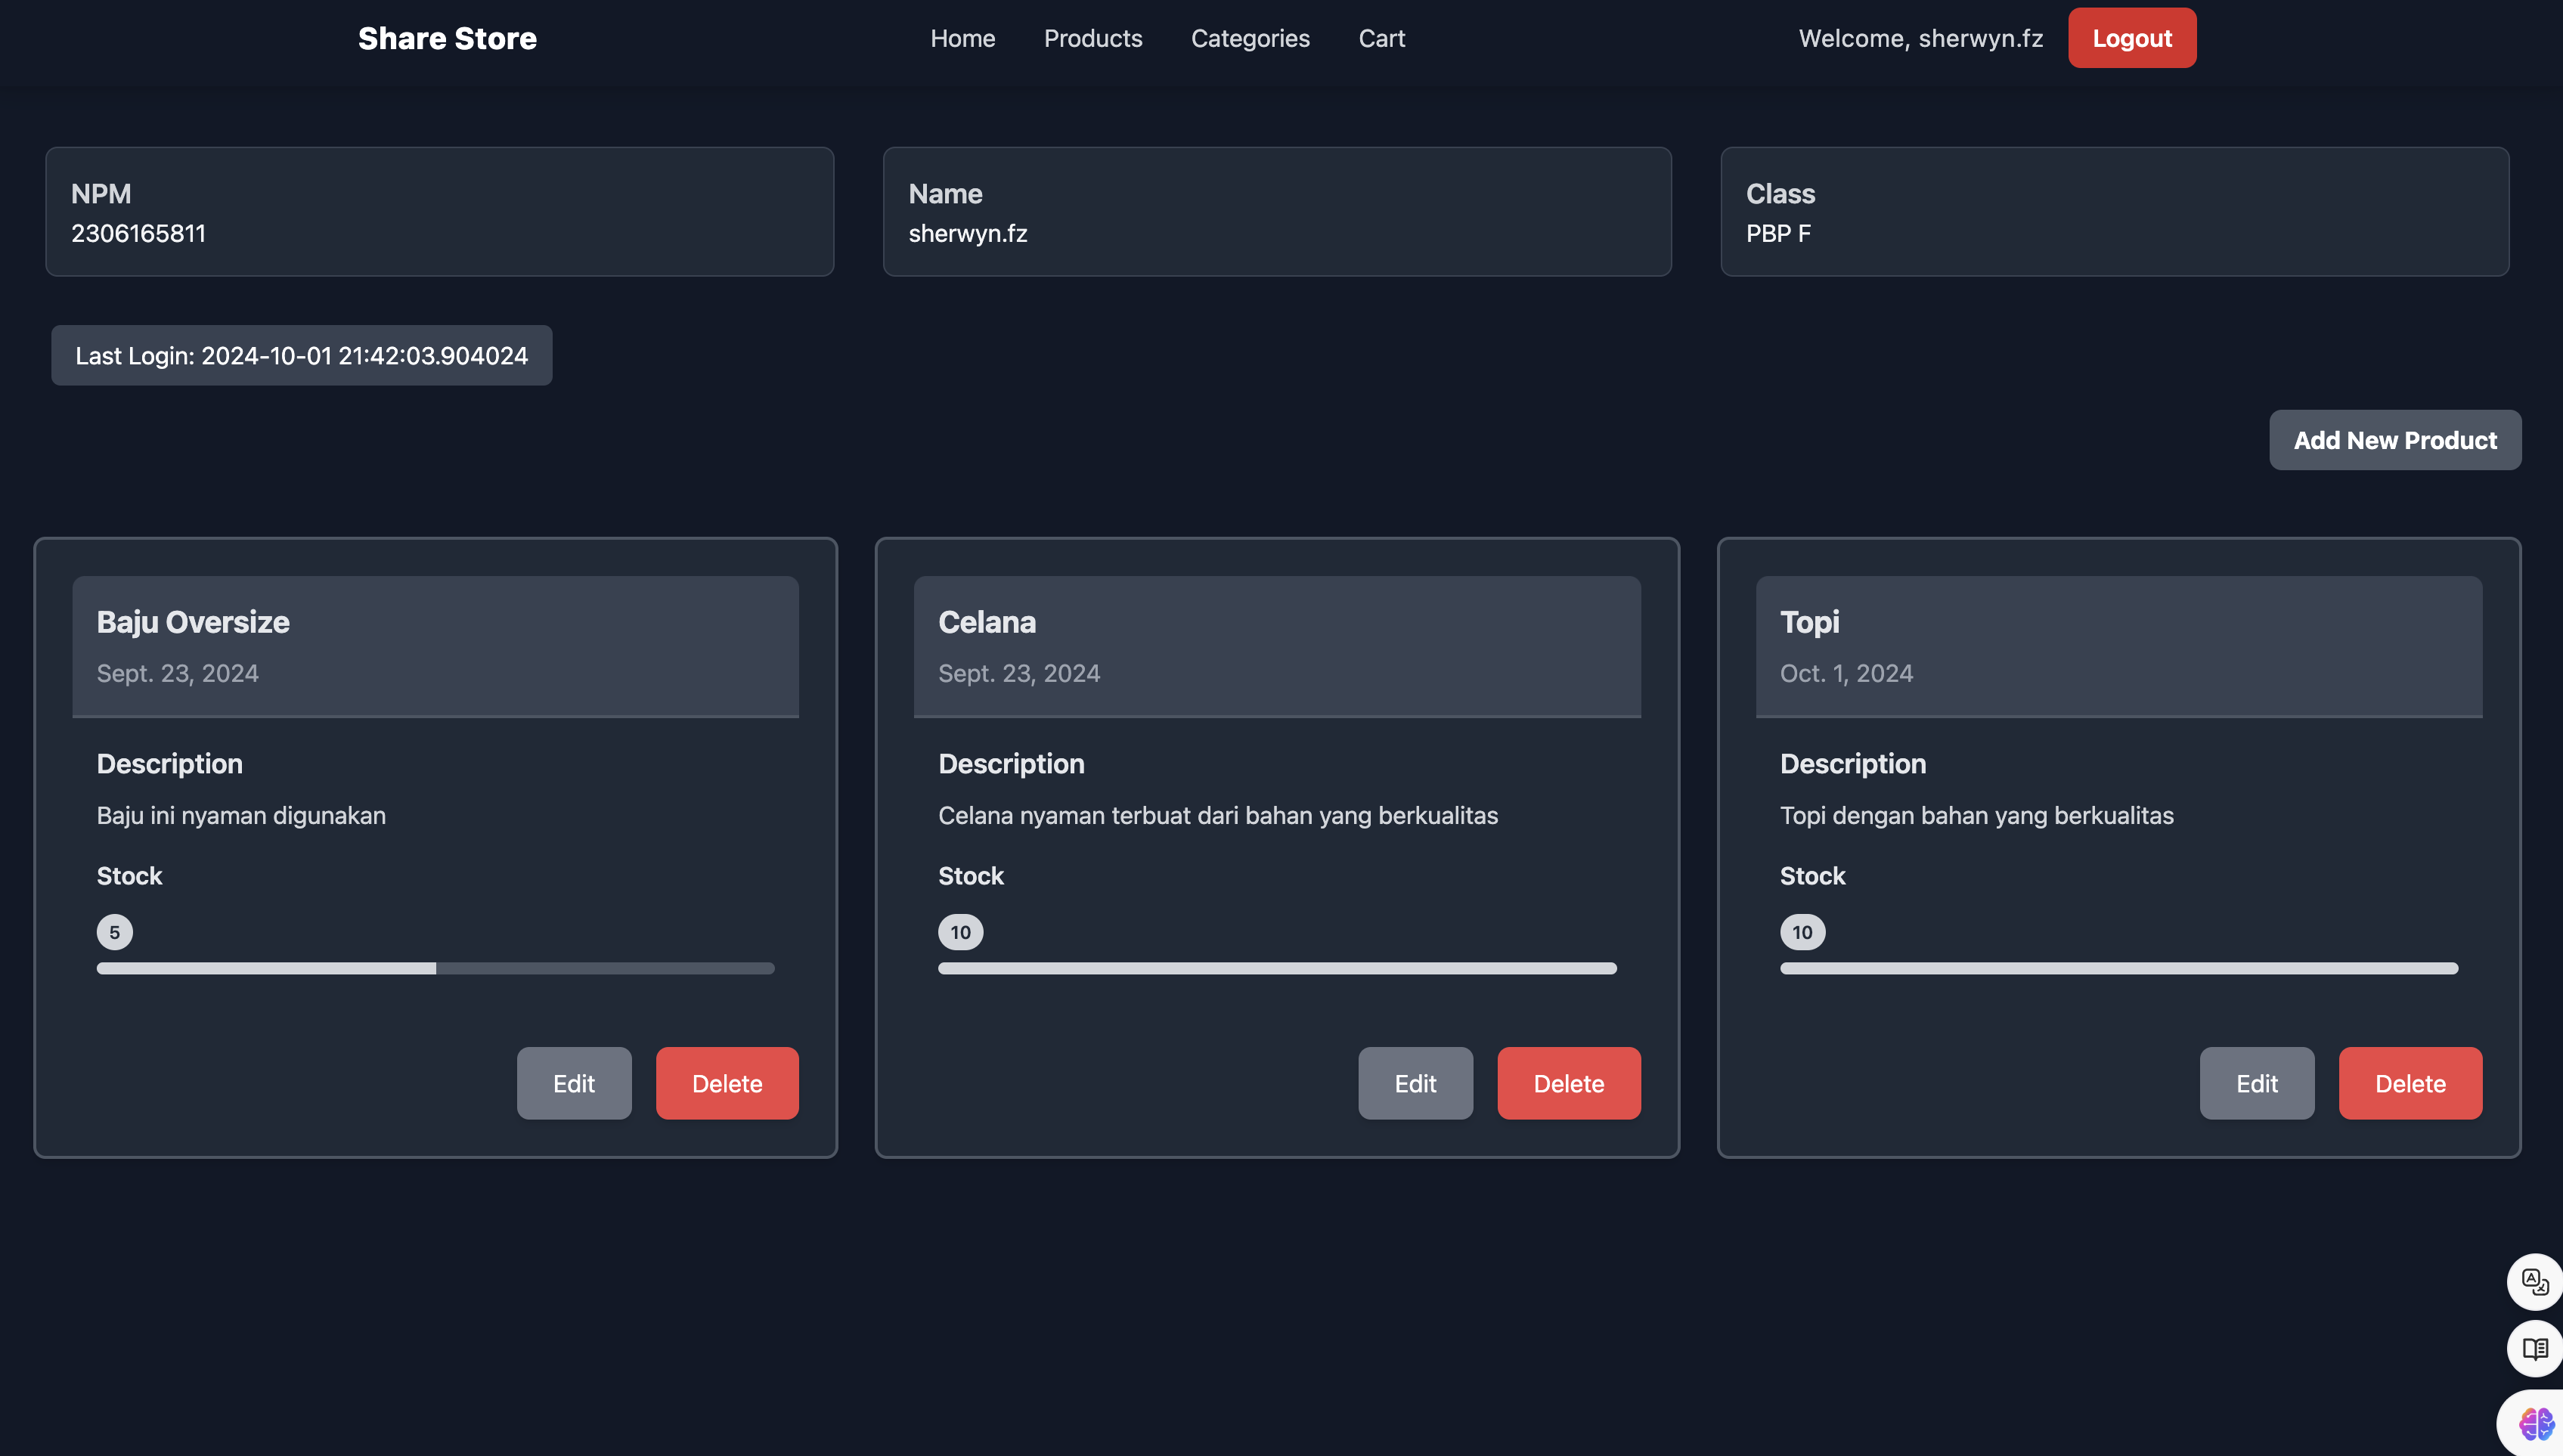 Share Store
Home Products Categories Cart
Welcome, sherwyn.fz Logout
NPM
2306165811
Name
sherwyn.fz
Class
PBP F
Last Login: 2024-10-01 21:42:03.904024
Add New Product
Baju Oversize
Sept. 23, 2024
Description
Baju ini nyaman digunakan
Stock
5
Edit Delete
Celana
Sept. 23, 2024
Description
Celana nyaman terbuat dari bahan yang berkualitas
Stock
10
Edit Delete
Topi
Oct. 1, 2024
Description
Topi dengan bahan yang berkualitas
Stock
10
Edit Delete